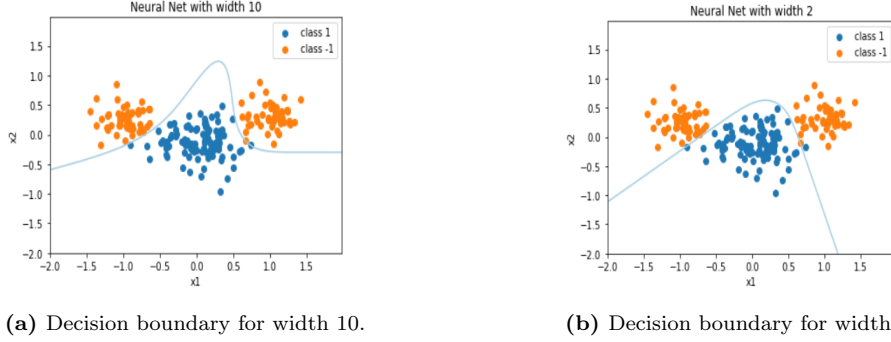 Neural Net with width 10
class 1
class -1
1.5
1.0
0.5
0.0
−0.5
−1.0
−1.5
−2.0
x2
−2.0 −1.5 −1.0 −0.5 0.0 0.5 1.0 1.5
x1
(a) Decision boundary for width 10.
Neural Net with width 2
class 1
class -1
1.5
1.0
0.5
0.0
−0.5
−1.0
−1.5
−2.0
x2
−2.0 −1.5 −1.0 −0.5 0.0 0.5 1.0 1.5
x1
(b) Decision boundary for width